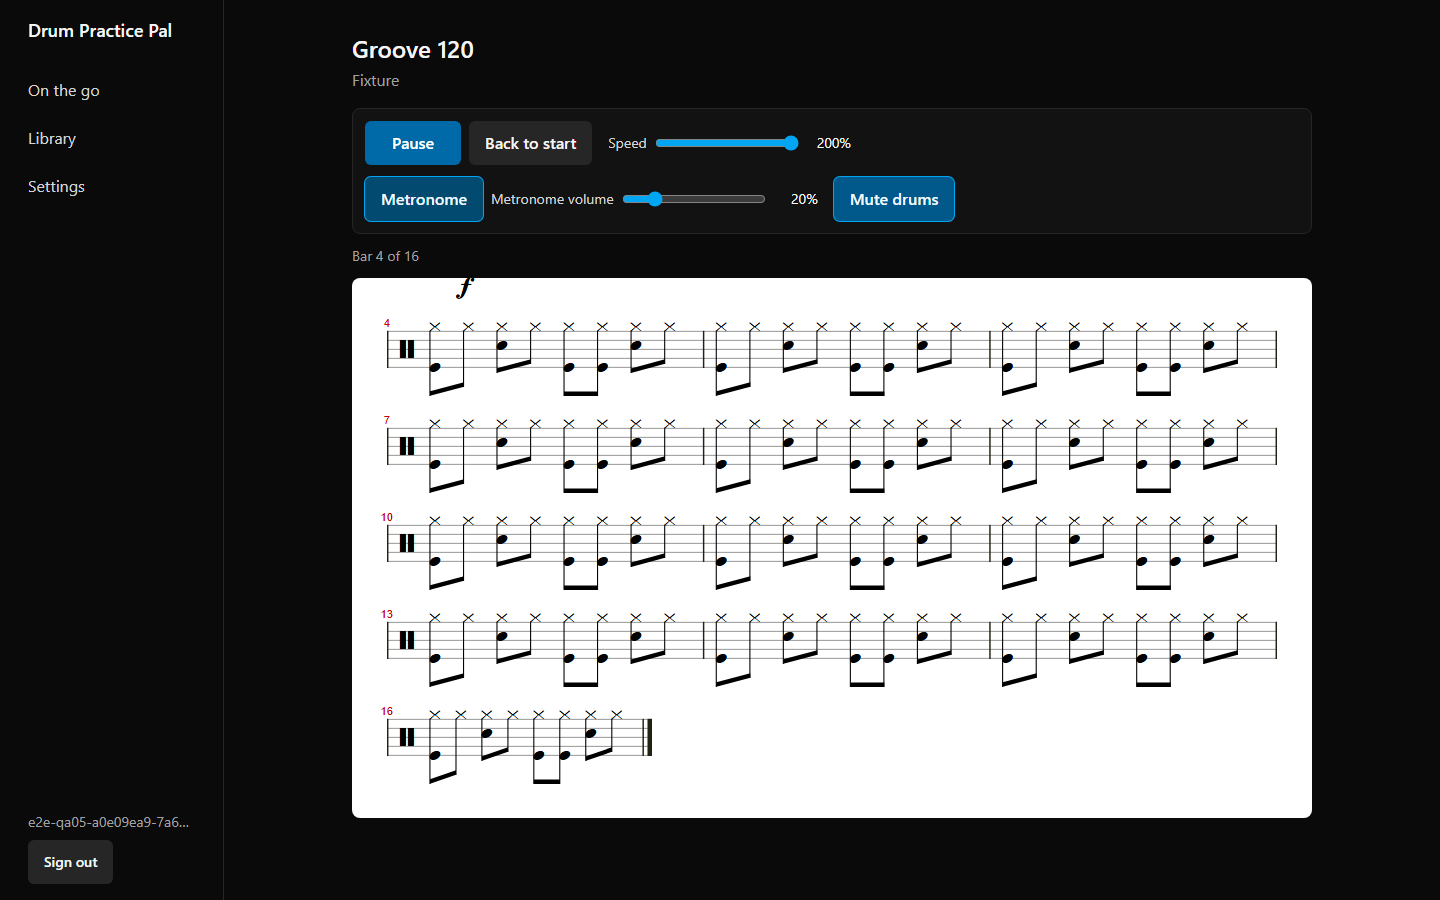 Drum Practice Pal
On the go
Library
Settings
e2e-qa05-a0e09ea9-7a6...
Sign out
Groove 120
Fixture
Pause
Back to start
Speed
200%
Metronome
Metronome volume
20%
Mute drums
Bar 4 of 16
f
4
7
10
13
16